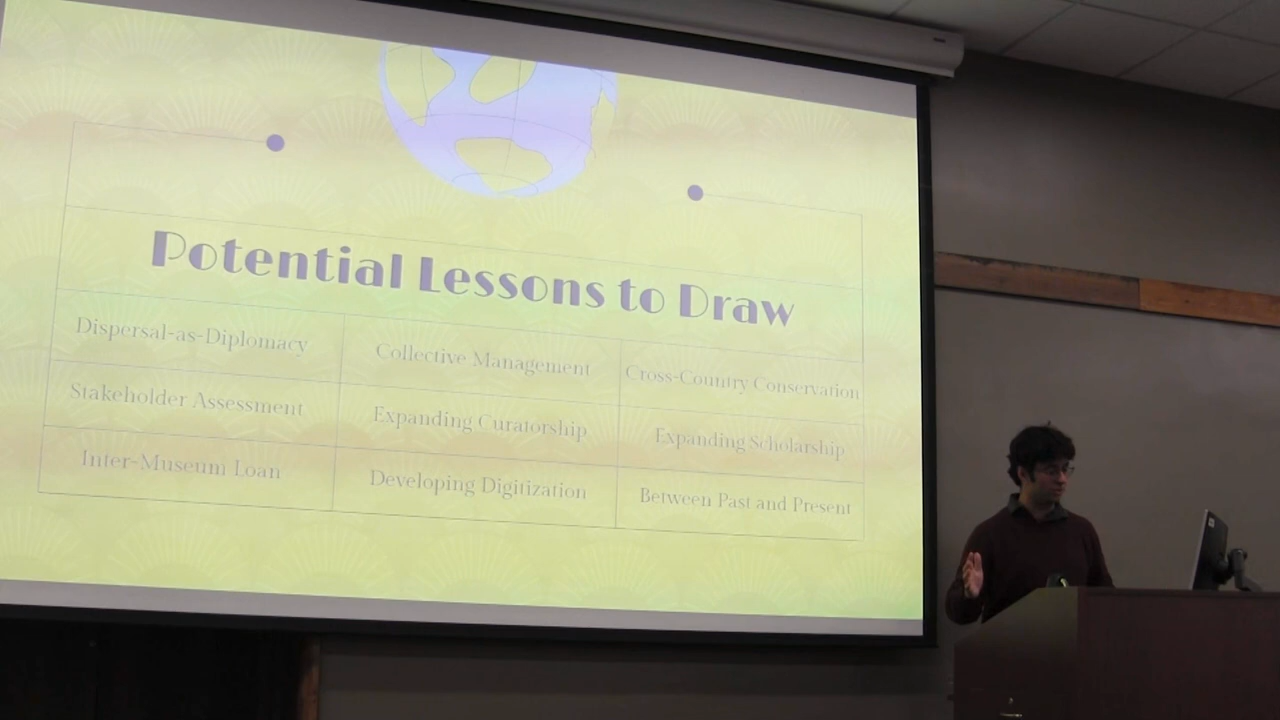 Potential Lessons to Draw
Dispersal-as-Diplomacy Collective Management Cross-Country Conservation
Stakeholder Assessment Expanding Curatorship Expanding Scholarship
Inter-Museum Loan Developing Digitization Between Past and Present